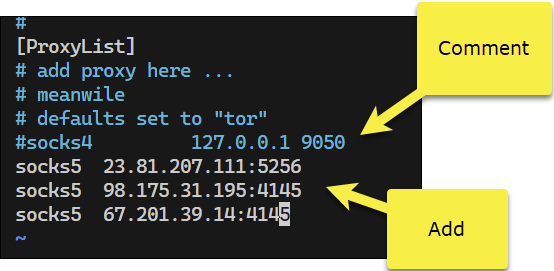 #
[ProxyList]
# add proxy here ...
# meanwile
# defaults set to "tor"
#socks4 127.0.0.1 9050
socks5 23.81.207.111:5256
socks5 98.175.31.195:4145
socks5 67.201.39.14:4145
~
Comment
Add